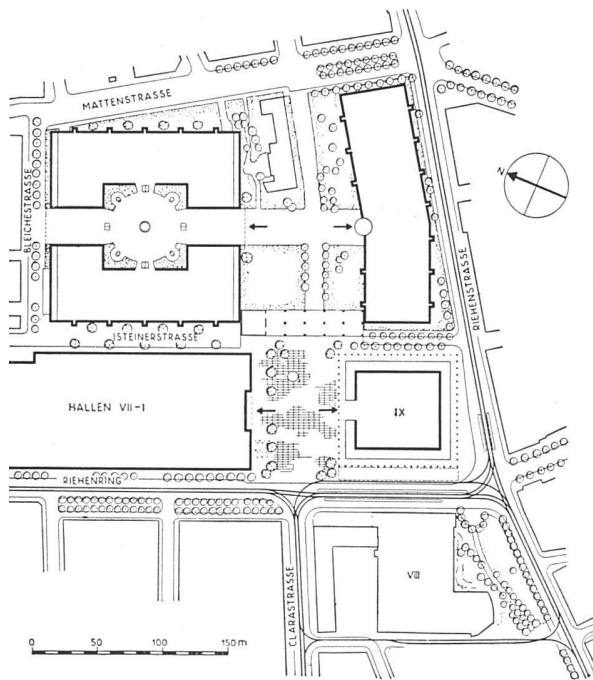 MATTENSTRASSE
BLEICHESTRASSE
N
RIEHENSTRASSE
ISTEINERSTRASSE
HALLEN VII-I
IX
RIEHENRING
CLARASTRASSE
VIII
0 50 100 150 m